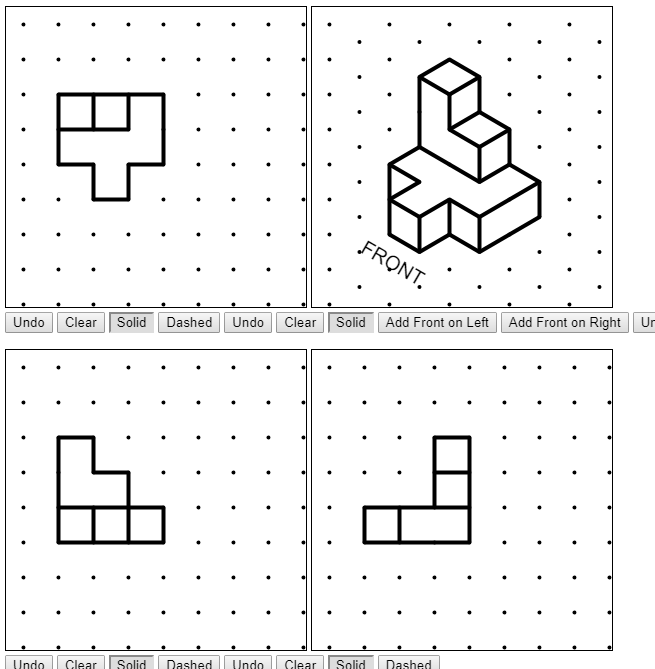 FRONT
Undo Clear Solid Dashed Undo Clear Solid Add Front on Left Add Front on Right
Undo Clear Solid Dashed Undo Clear Solid Dashed